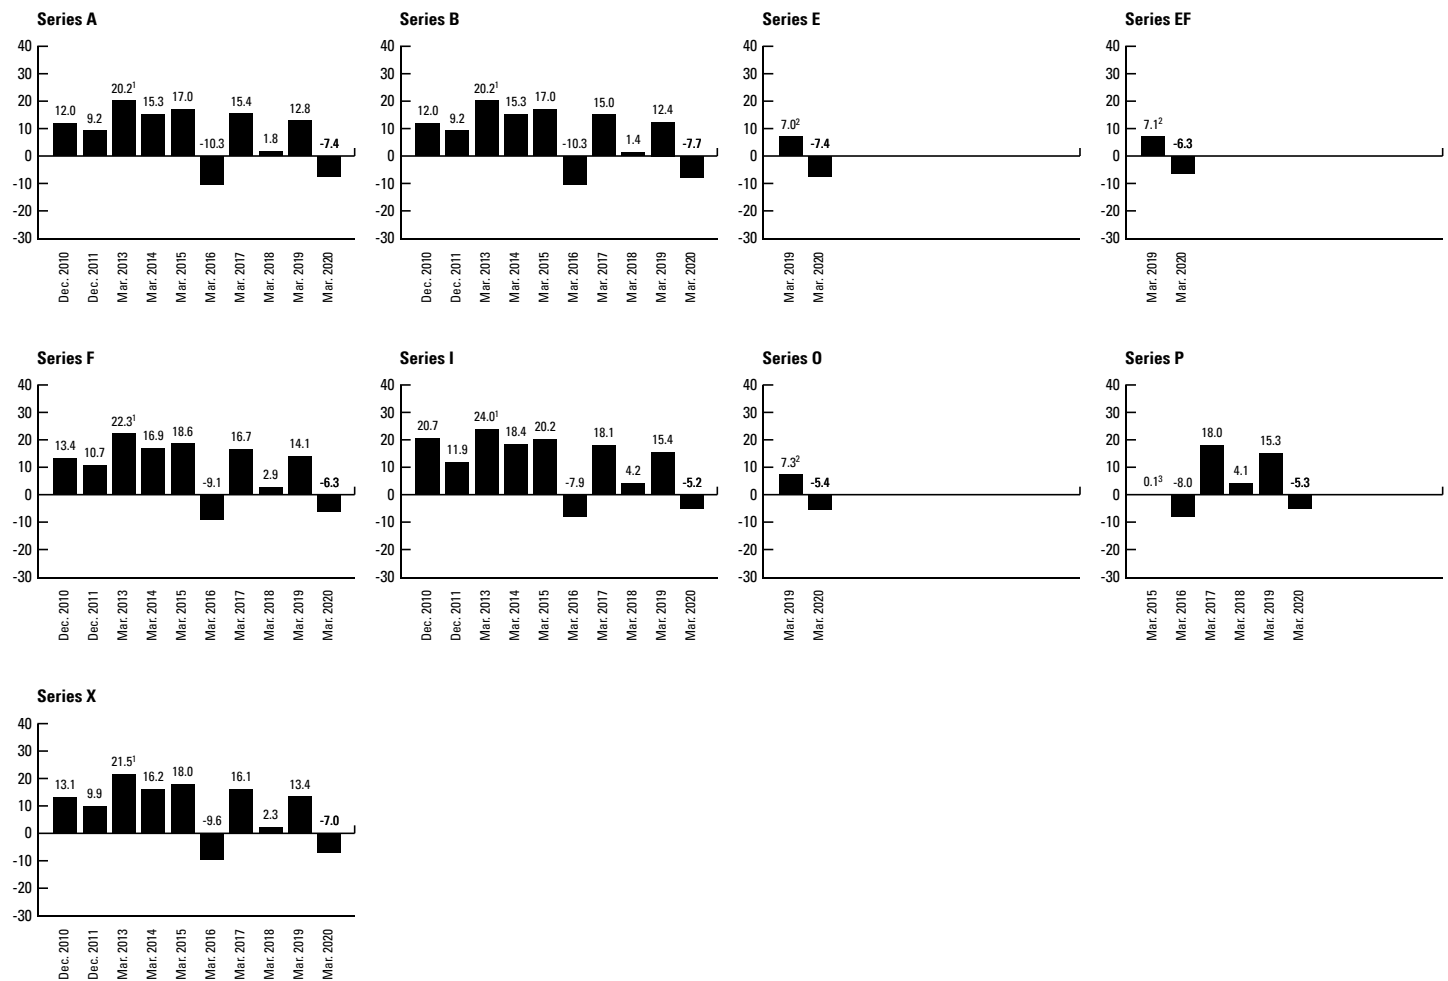 Series A
40
30
20
10
0
-10
-20
-30
12.0
9.2
20.2¹
15.3
17.0
-10.3
15.4
1.8
12.8
-7.4
Dec. 2010
Dec. 2011
Mar. 2013
Mar. 2014
Mar. 2015
Mar. 2016
Mar. 2017
Mar. 2018
Mar. 2019
Mar. 2020
Series B
40
30
20
10
0
-10
-20
-30
12.0
9.2
20.2¹
15.3
17.0
-10.3
15.0
1.4
12.4
-7.7
Dec. 2010
Dec. 2011
Mar. 2013
Mar. 2014
Mar. 2015
Mar. 2016
Mar. 2017
Mar. 2018
Mar. 2019
Mar. 2020
Series E
40
30
20
10
0
-10
-20
-30
7.0²
-7.4
Mar. 2019
Mar. 2020
Series EF
40
30
20
10
0
-10
-20
-30
7.1²
-6.3
Mar. 2019
Mar. 2020
Series F
40
30
20
10
0
-10
-20
-30
13.4
10.7
22.3¹
16.9
18.6
-9.1
16.7
2.9
14.1
-6.3
Dec. 2010
Dec. 2011
Mar. 2013
Mar. 2014
Mar. 2015
Mar. 2016
Mar. 2017
Mar. 2018
Mar. 2019
Mar. 2020
Series I
40
30
20
10
0
-10
-20
-30
20.7
11.9
24.0¹
18.4
20.2
-7.9
18.1
4.2
15.4
-5.2
Dec. 2010
Dec. 2011
Mar. 2013
Mar. 2014
Mar. 2015
Mar. 2016
Mar. 2017
Mar. 2018
Mar. 2019
Mar. 2020
Series O
40
30
20
10
0
-10
-20
-30
7.3²
-5.4
Mar. 2019
Mar. 2020
Series P
40
30
20
10
0
-10
-20
-30
0.1³
-8.0
18.0
4.1
15.3
-5.3
Mar. 2015
Mar. 2016
Mar. 2017
Mar. 2018
Mar. 2019
Mar. 2020
Series X
40
30
20
10
0
-10
-20
-30
13.1
9.9
21.5¹
16.2
18.0
-9.6
16.1
2.3
13.4
-7.0
Dec. 2010
Dec. 2011
Mar. 2013
Mar. 2014
Mar. 2015
Mar. 2016
Mar. 2017
Mar. 2018
Mar. 2019
Mar. 2020